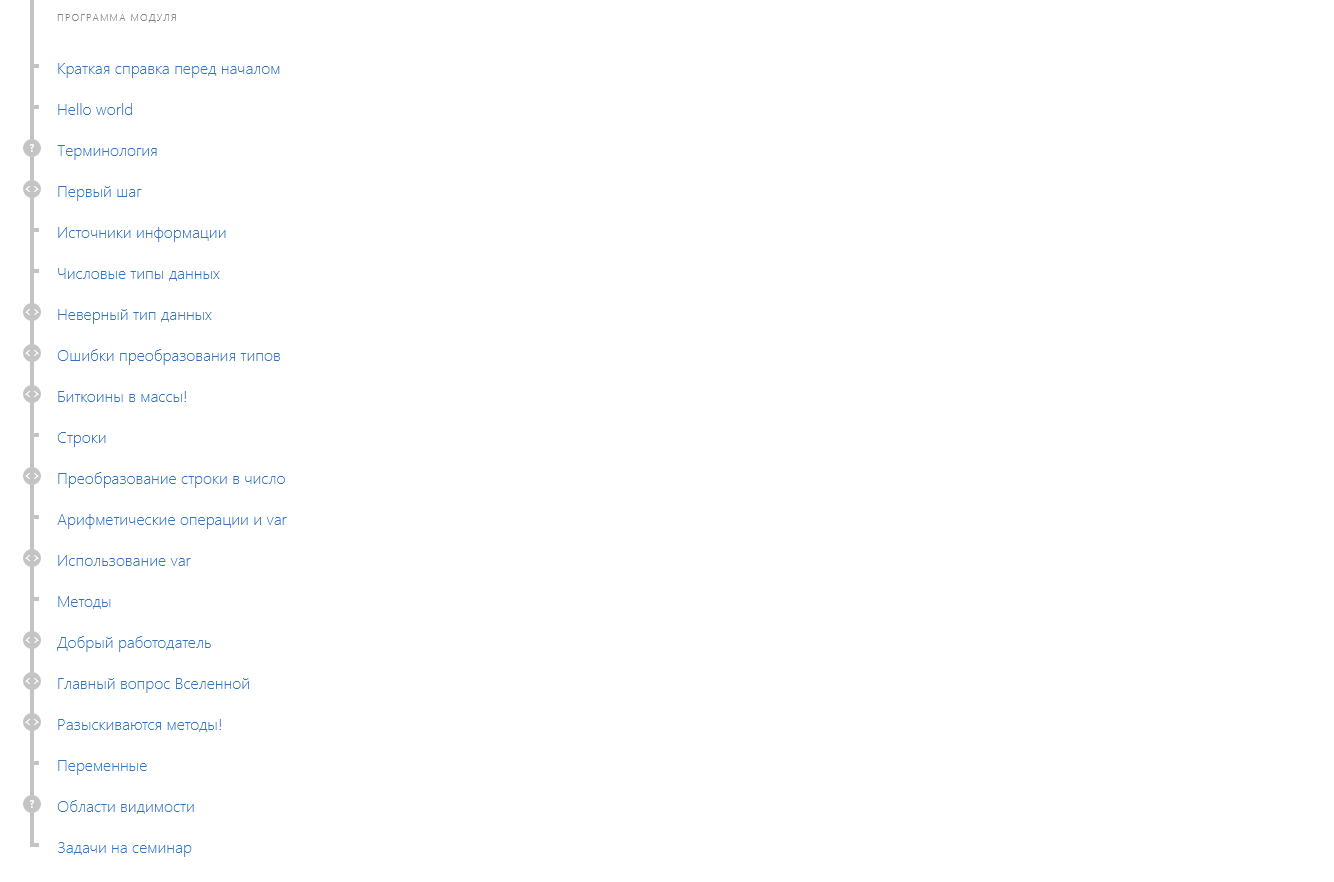 ПРОГРАММА МОДУЛЯ
Краткая справка перед началом
Hello world
? Терминология
<> Первый шаг
Источники информации
Числовые типы данных
<> Неверный тип данных
<> Ошибки преобразования типов
<> Биткоины в массы!
Строки
<> Преобразование строки в число
Арифметические операции и var
<> Использование var
Методы
<> Добрый работодатель
<> Главный вопрос Вселенной
<> Разыскиваются методы!
Переменные
? Области видимости
Задачи на семинар